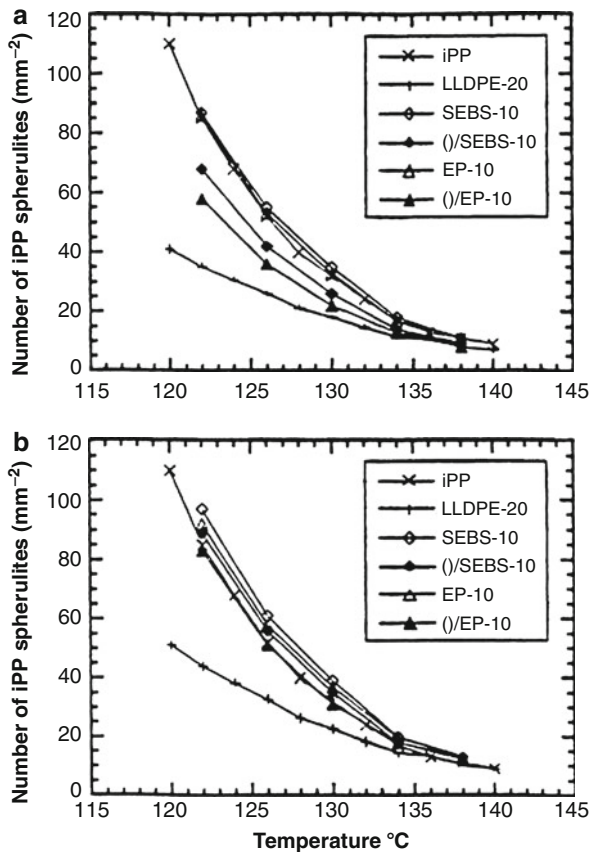 a
Number of iPP spherulites (mm⁻²)
120
100
80
60
40
20
0
iPP
LLDPE-20
SEBS-10
()/SEBS-10
EP-10
()/EP-10
115 120 125 130 135 140 145
b
Number of iPP spherulites (mm⁻²)
120
100
80
60
40
20
0
iPP
LLDPE-20
SEBS-10
()/SEBS-10
EP-10
()/EP-10
115 120 125 130 135 140 145
Temperature °C